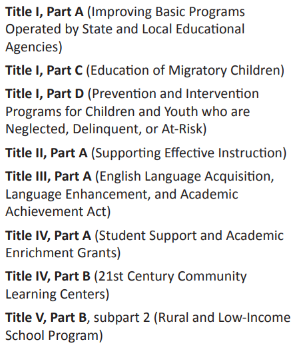 Title I, Part A (Improving Basic Programs
Operated by State and Local Educational
Agencies)
Title I, Part C (Education of Migratory Children)
Title I, Part D (Prevention and Intervention
Programs for Children and Youth who are
Neglected, Delinquent, or At-Risk)
Title II, Part A (Supporting Effective Instruction)
Title III, Part A (English Language Acquisition,
Language Enhancement, and Academic
Achievement Act)
Title IV, Part A (Student Support and Academic
Enrichment Grants)
Title IV, Part B (21st Century Community
Learning Centers)
Title V, Part B, subpart 2 (Rural and Low-Income
School Program)